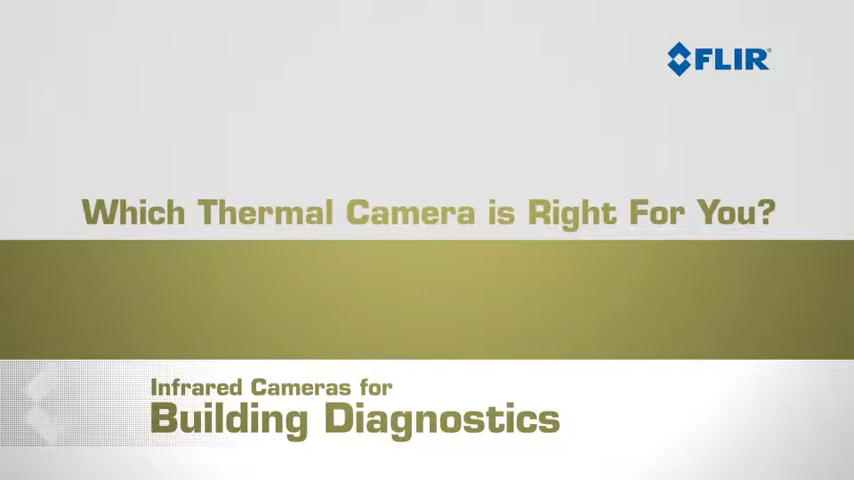 FLIR®
Which Thermal Camera is Right For You?
Infrared Cameras for
Building Diagnostics